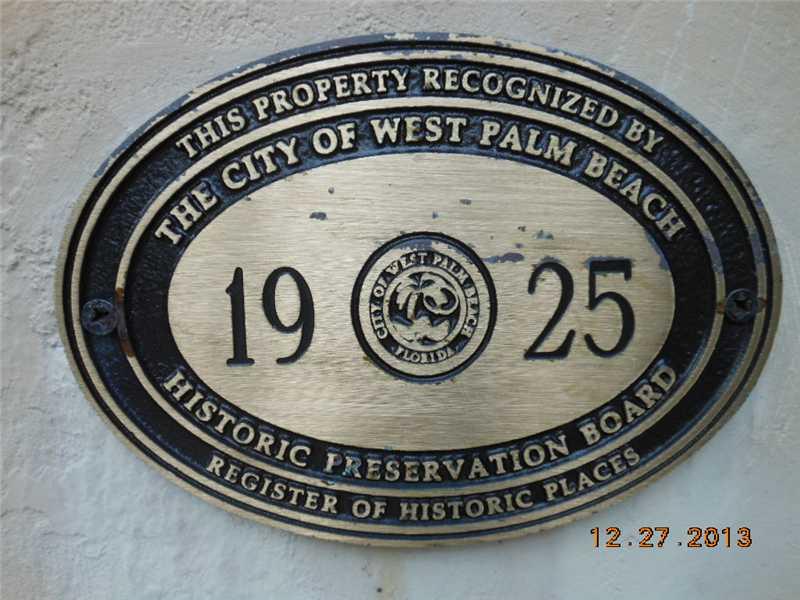 THIS PROPERTY RECOGNIZED BY
THE CITY OF WEST PALM BEACH
19 25
CITY OF WEST PALM BEACH
FLORIDA
HISTORIC PRESERVATION BOARD
REGISTER OF HISTORIC PLACES
12.27.2013